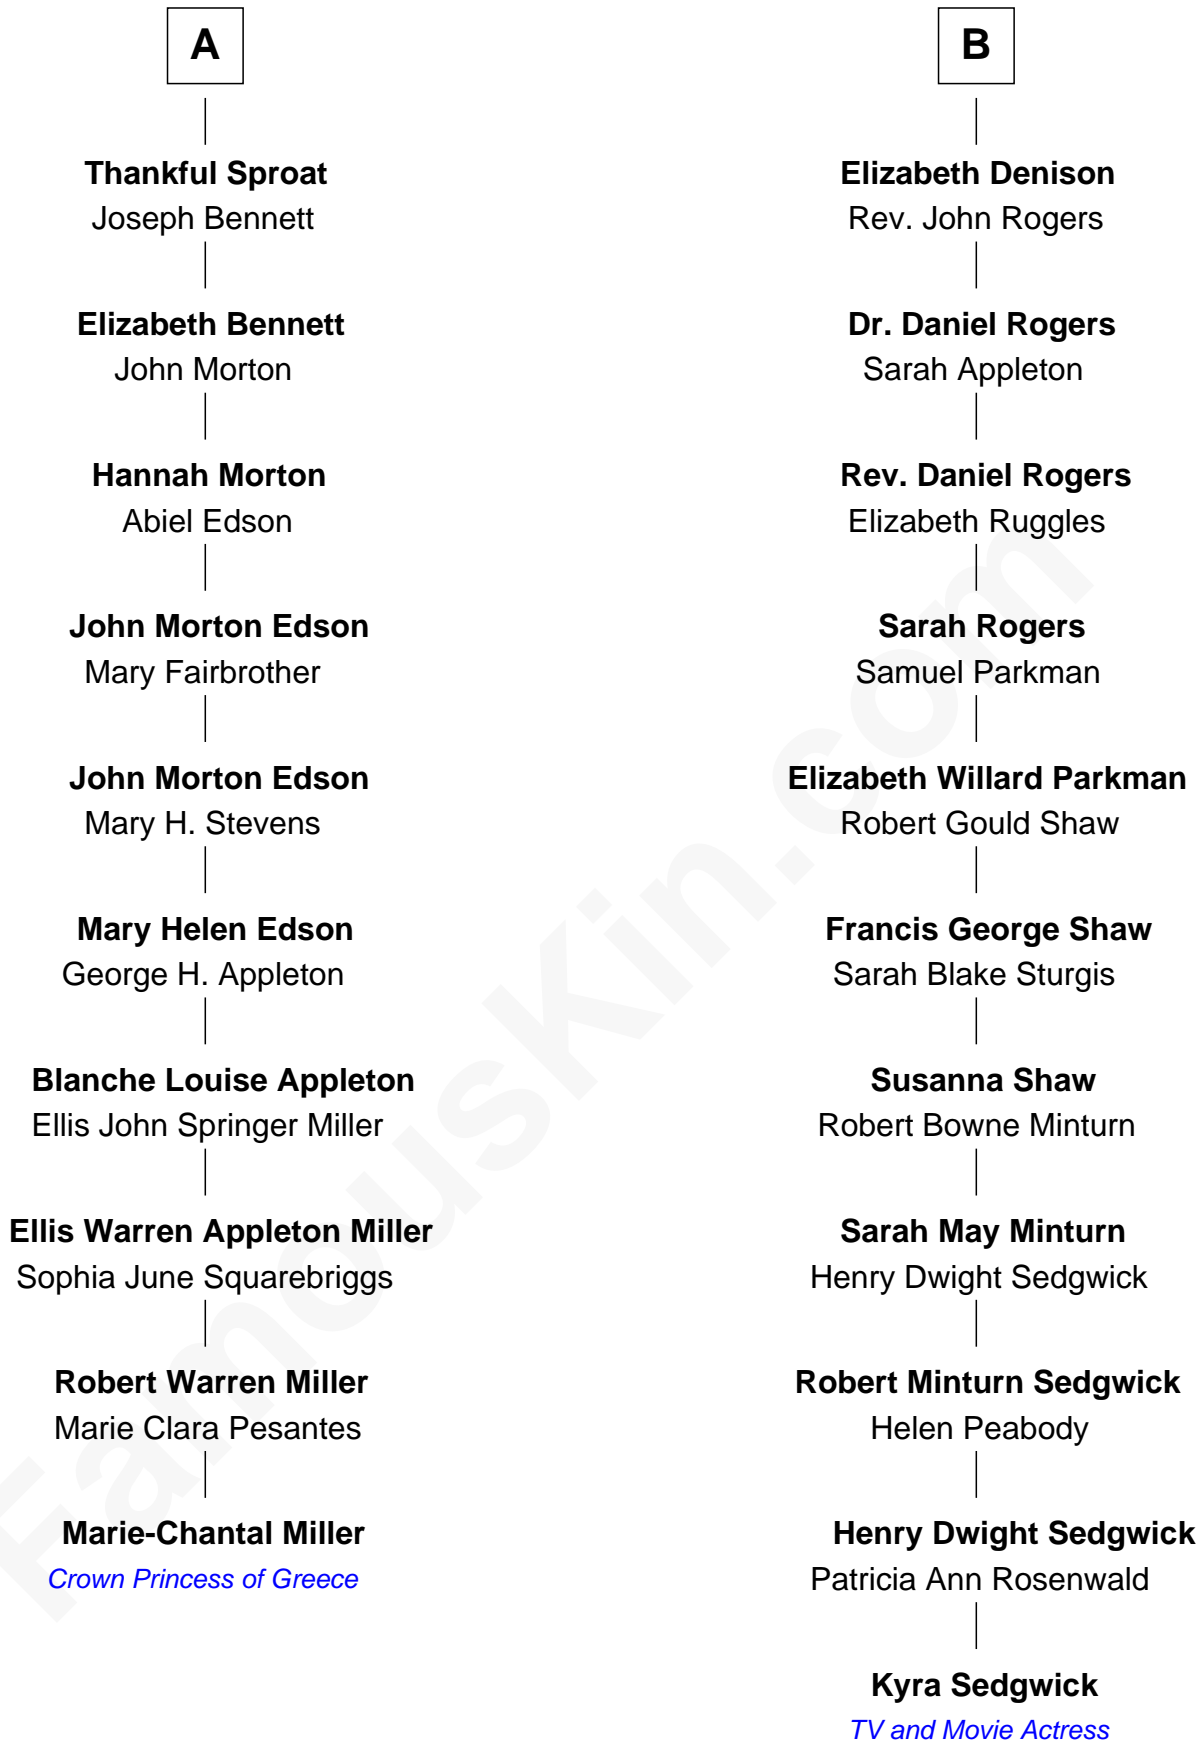 A
Thankful Sproat
Joseph Bennett
Elizabeth Bennett
John Morton
Hannah Morton
Abiel Edson
John Morton Edson
Mary Fairbrother
John Morton Edson
Mary H. Stevens
Mary Helen Edson
George H. Appleton
Blanche Louise Appleton
Ellis John Springer Miller
Ellis Warren Appleton Miller
Sophia June Squarebriggs
Robert Warren Miller
Marie Clara Pesantes
Marie-Chantal Miller
Crown Princess of Greece
B
Elizabeth Denison
Rev. John Rogers
Dr. Daniel Rogers
Sarah Appleton
Rev. Daniel Rogers
Elizabeth Ruggles
Sarah Rogers
Samuel Parkman
Elizabeth Willard Parkman
Robert Gould Shaw
Francis George Shaw
Sarah Blake Sturgis
Susanna Shaw
Robert Bowne Minturn
Sarah May Minturn
Henry Dwight Sedgwick
Robert Minturn Sedgwick
Helen Peabody
Henry Dwight Sedgwick
Patricia Ann Rosenwald
Kyra Sedgwick
TV and Movie Actress
FamousKin.com